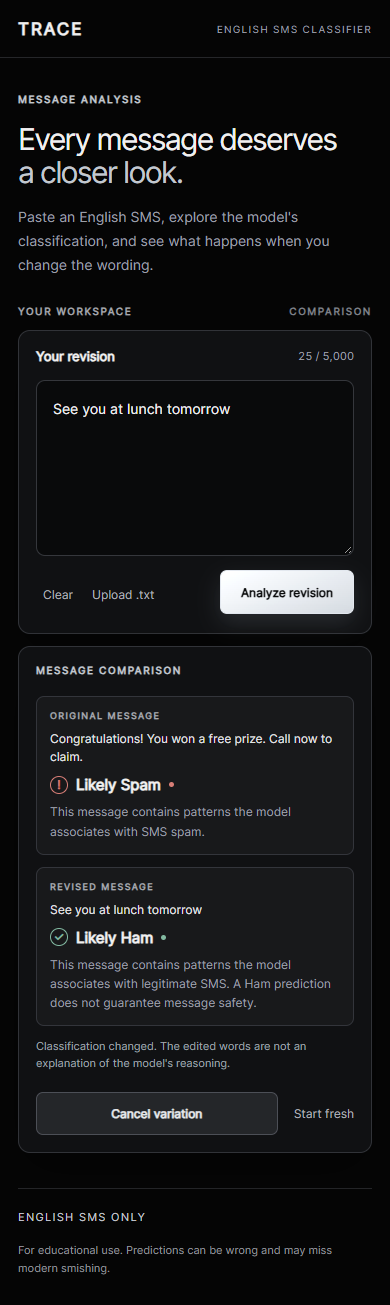 TRACE
ENGLISH SMS CLASSIFIER
MESSAGE ANALYSIS
Every message deserves
a closer look.
Paste an English SMS, explore the model's
classification, and see what happens when you
change the wording.
YOUR WORKSPACE
COMPARISON
Your revision
25 / 5,000
See you at lunch tomorrow
Clear
Upload .txt
Analyze revision
MESSAGE COMPARISON
ORIGINAL MESSAGE
Congratulations! You won a free prize. Call now to
claim.
Likely Spam
This message contains patterns the model
associates with SMS spam.
REVISED MESSAGE
See you at lunch tomorrow
Likely Ham
This message contains patterns the model
associates with legitimate SMS. A Ham prediction
does not guarantee message safety.
Classification changed. The edited words are not an
explanation of the model's reasoning.
Cancel variation
Start fresh
ENGLISH SMS ONLY
For educational use. Predictions can be wrong and may miss
modern smishing.